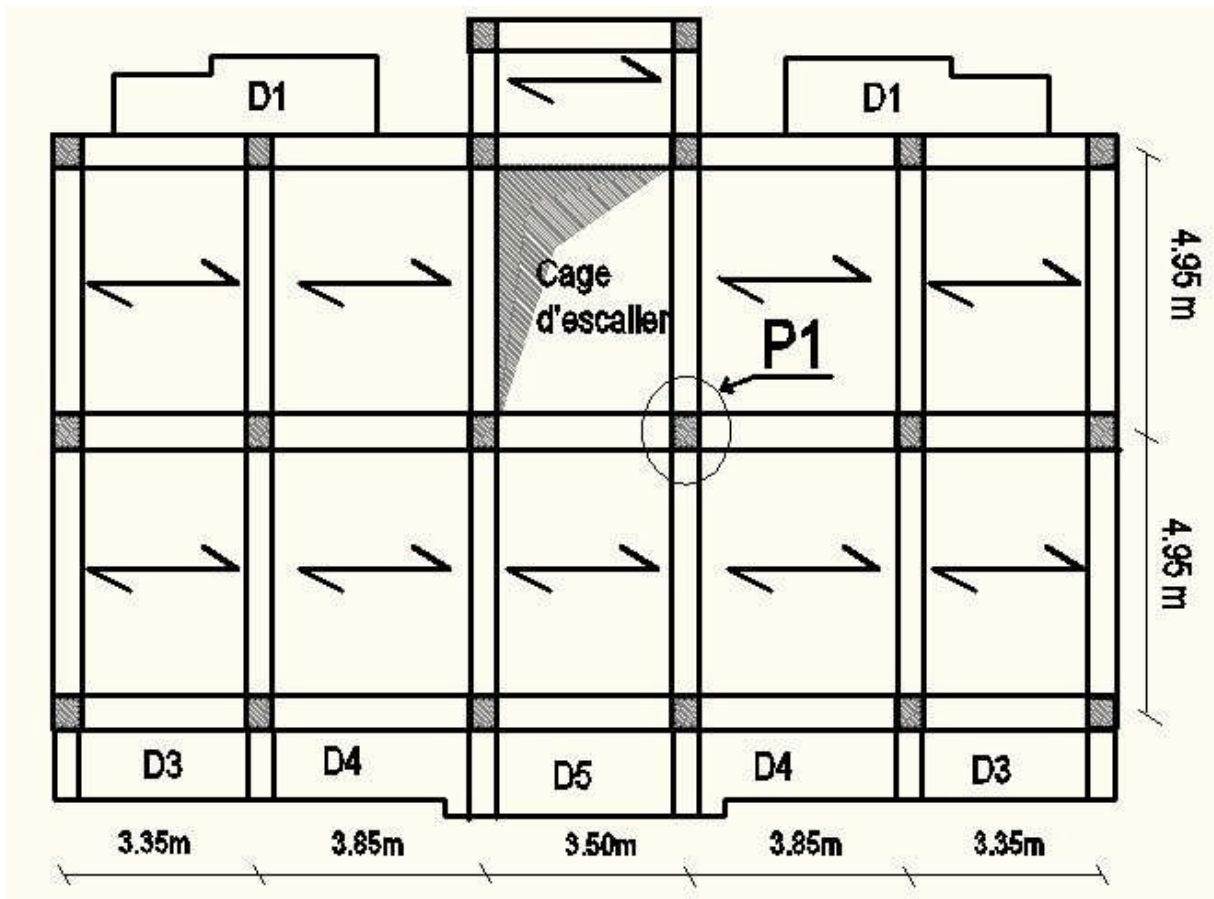 D1
D1
4.95 m
Cage
d'escalier
P1
4.95 m
D3
D4
D5
D4
D3
3.35m
3.85m
3.50m
3.85m
3.35m